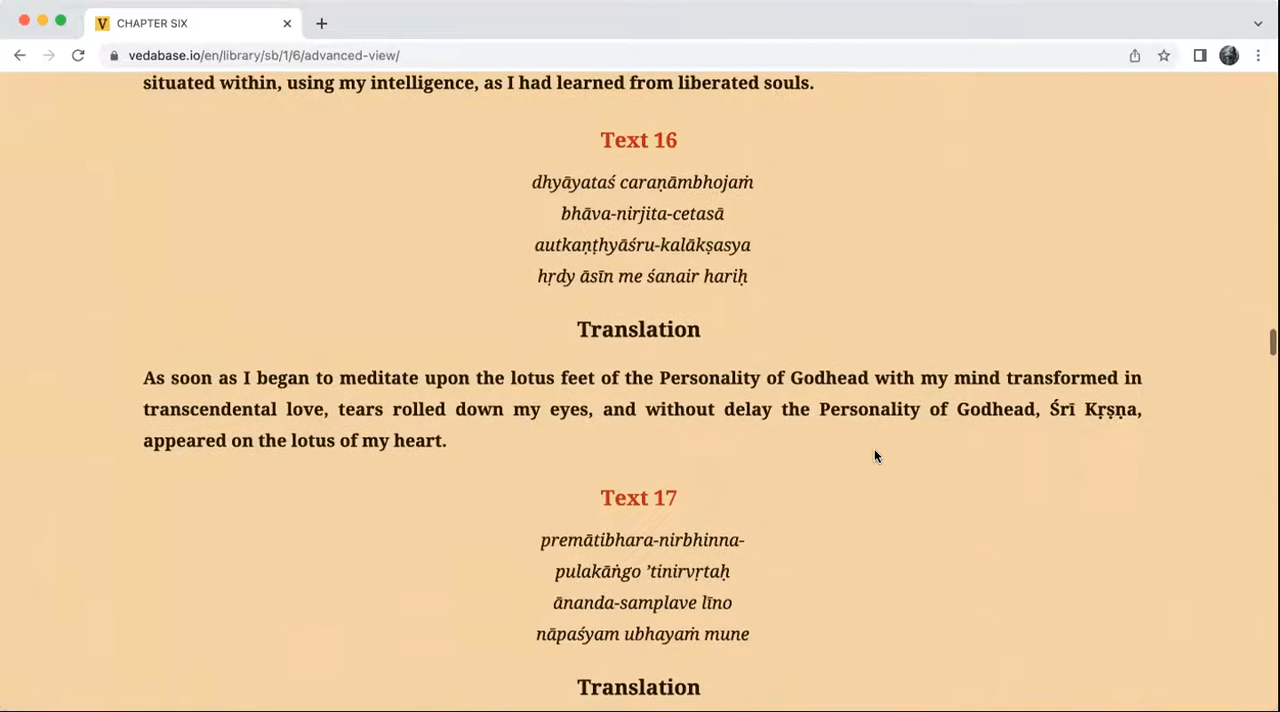 CHAPTER SIX
vedabase.io/en/library/sb/1/6/advanced-view/
situated within, using my intelligence, as I had learned from liberated souls.
Text 16
dhyāyataś caraṇāmbhojaṁ
bhāva-nirjita-cetasā
autkaṇṭhyāśru-kalākṣasya
hṛdy āsīn me śanair hariḥ
Translation
As soon as I began to meditate upon the lotus feet of the Personality of Godhead with my mind transformed in
transcendental love, tears rolled down my eyes, and without delay the Personality of Godhead, Śrī Kṛṣṇa,
appeared on the lotus of my heart.
Text 17
premātibhara-nirbhinna-
pulakāṅgo ’tinirvṛtaḥ
ānanda-samplave līno
nāpaśyam ubhayaṁ mune
Translation